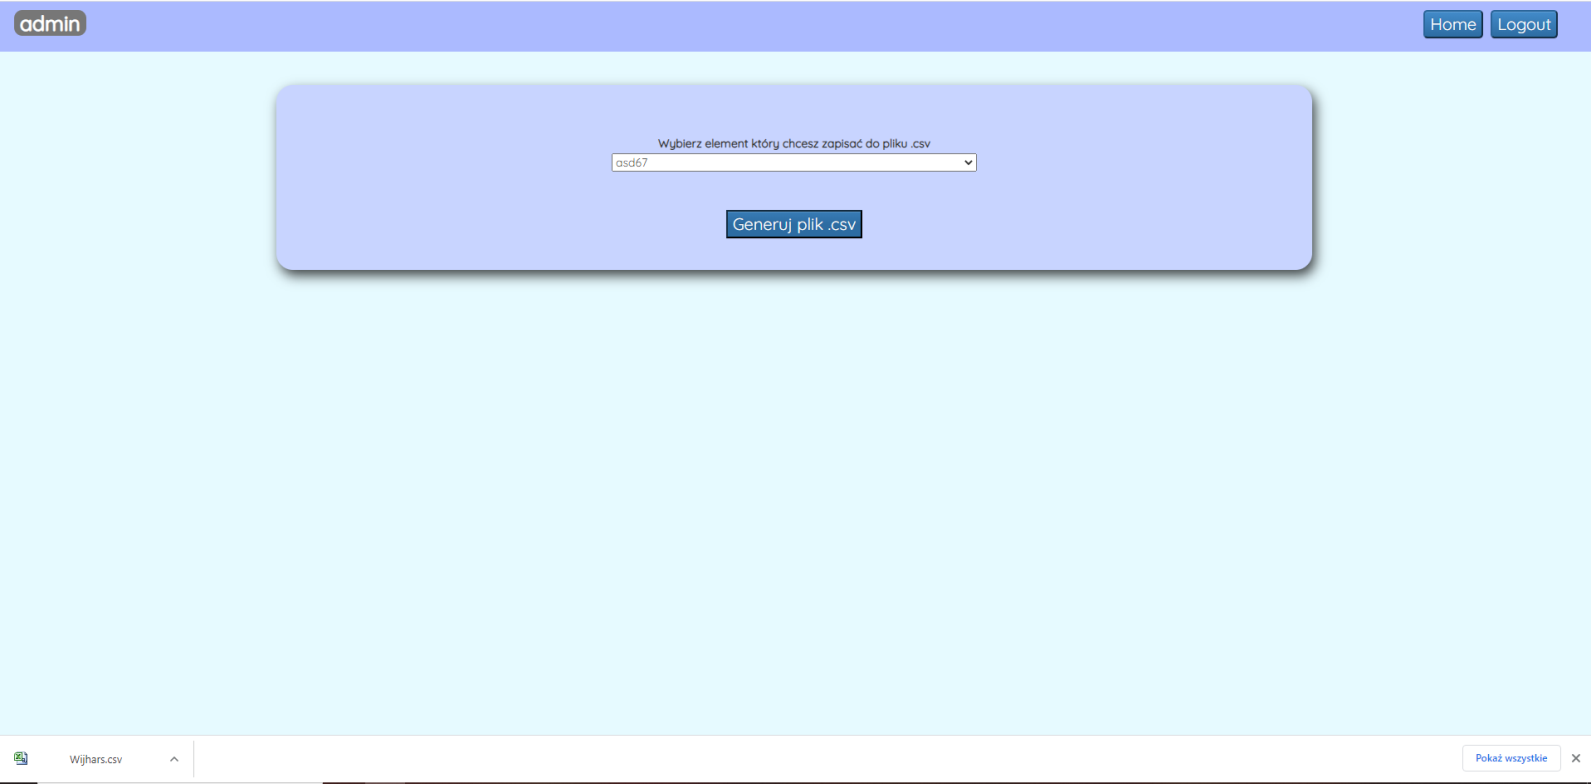 admin
Home
Logout
Wybierz element który chcesz zapisać do pliku .csv
asd67
Generuj plik .csv
Wijhars.csv
Pokaż wszystkie